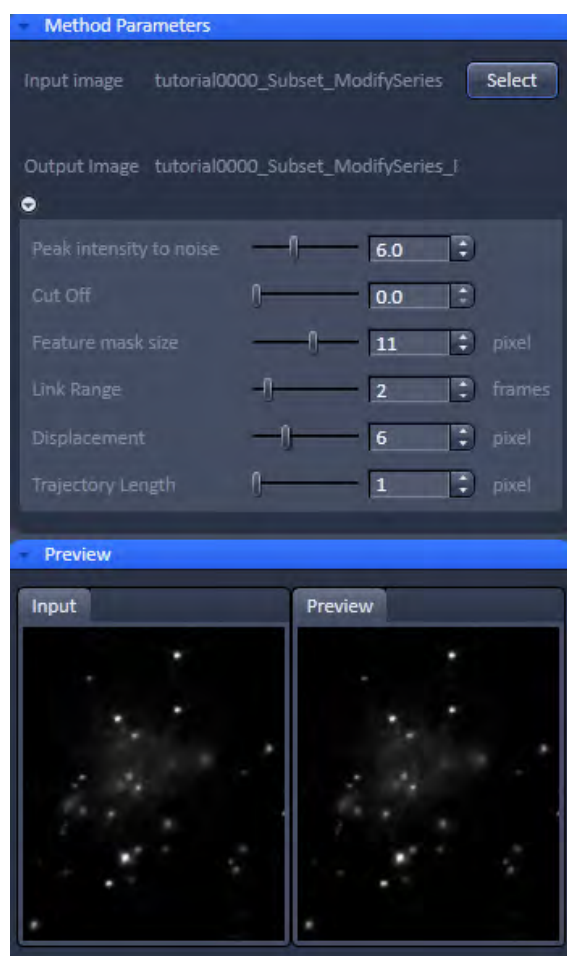 Method Parameters
Input image tutorial0000_Subset_ModifySeries Select
Output Image tutorial0000_Subset_ModifySeries_I
Peak intensity to noise 6.0
Cut Off 0.0
Feature mask size 11 pixel
Link Range 2 frames
Displacement 6 pixel
Trajectory Length 1 pixel
Preview
Input Preview